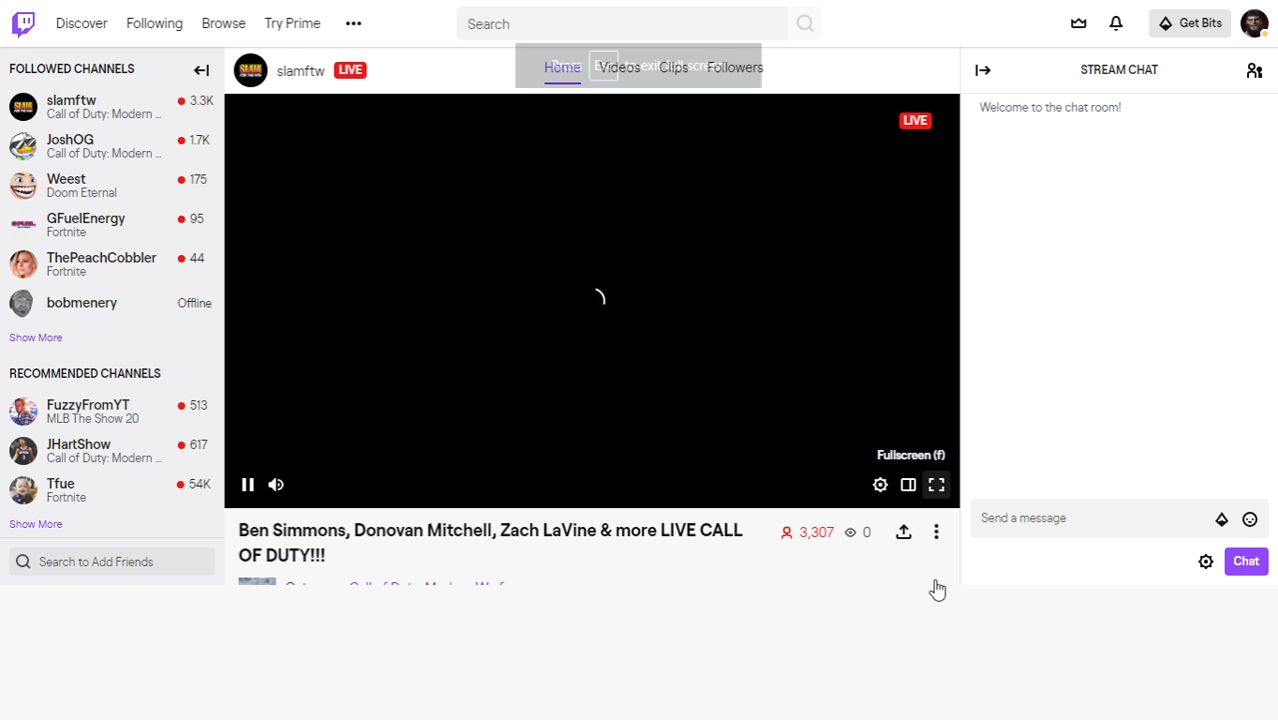 Discover
Following
Browse
Try Prime
Search
Get Bits
FOLLOWED CHANNELS
slamftw
3.3K
Call of Duty: Modern ...
JoshOG
1.7K
Call of Duty: Modern ...
Weest
175
Doom Eternal
GFuelEnergy
95
Fortnite
ThePeachCobbler
44
Fortnite
bobmenery
Offline
Show More
RECOMMENDED CHANNELS
FuzzyFromYT
513
MLB The Show 20
JHartShow
617
Call of Duty: Modern ...
Tfue
54K
Fortnite
Show More
Search to Add Friends
slamftw
LIVE
Home
Videos
Clips
Followers
LIVE
Fullscreen (f)
Ben Simmons, Donovan Mitchell, Zach LaVine & more LIVE CALL
OF DUTY!!!
3,307
0
STREAM CHAT
Welcome to the chat room!
Send a message
Chat